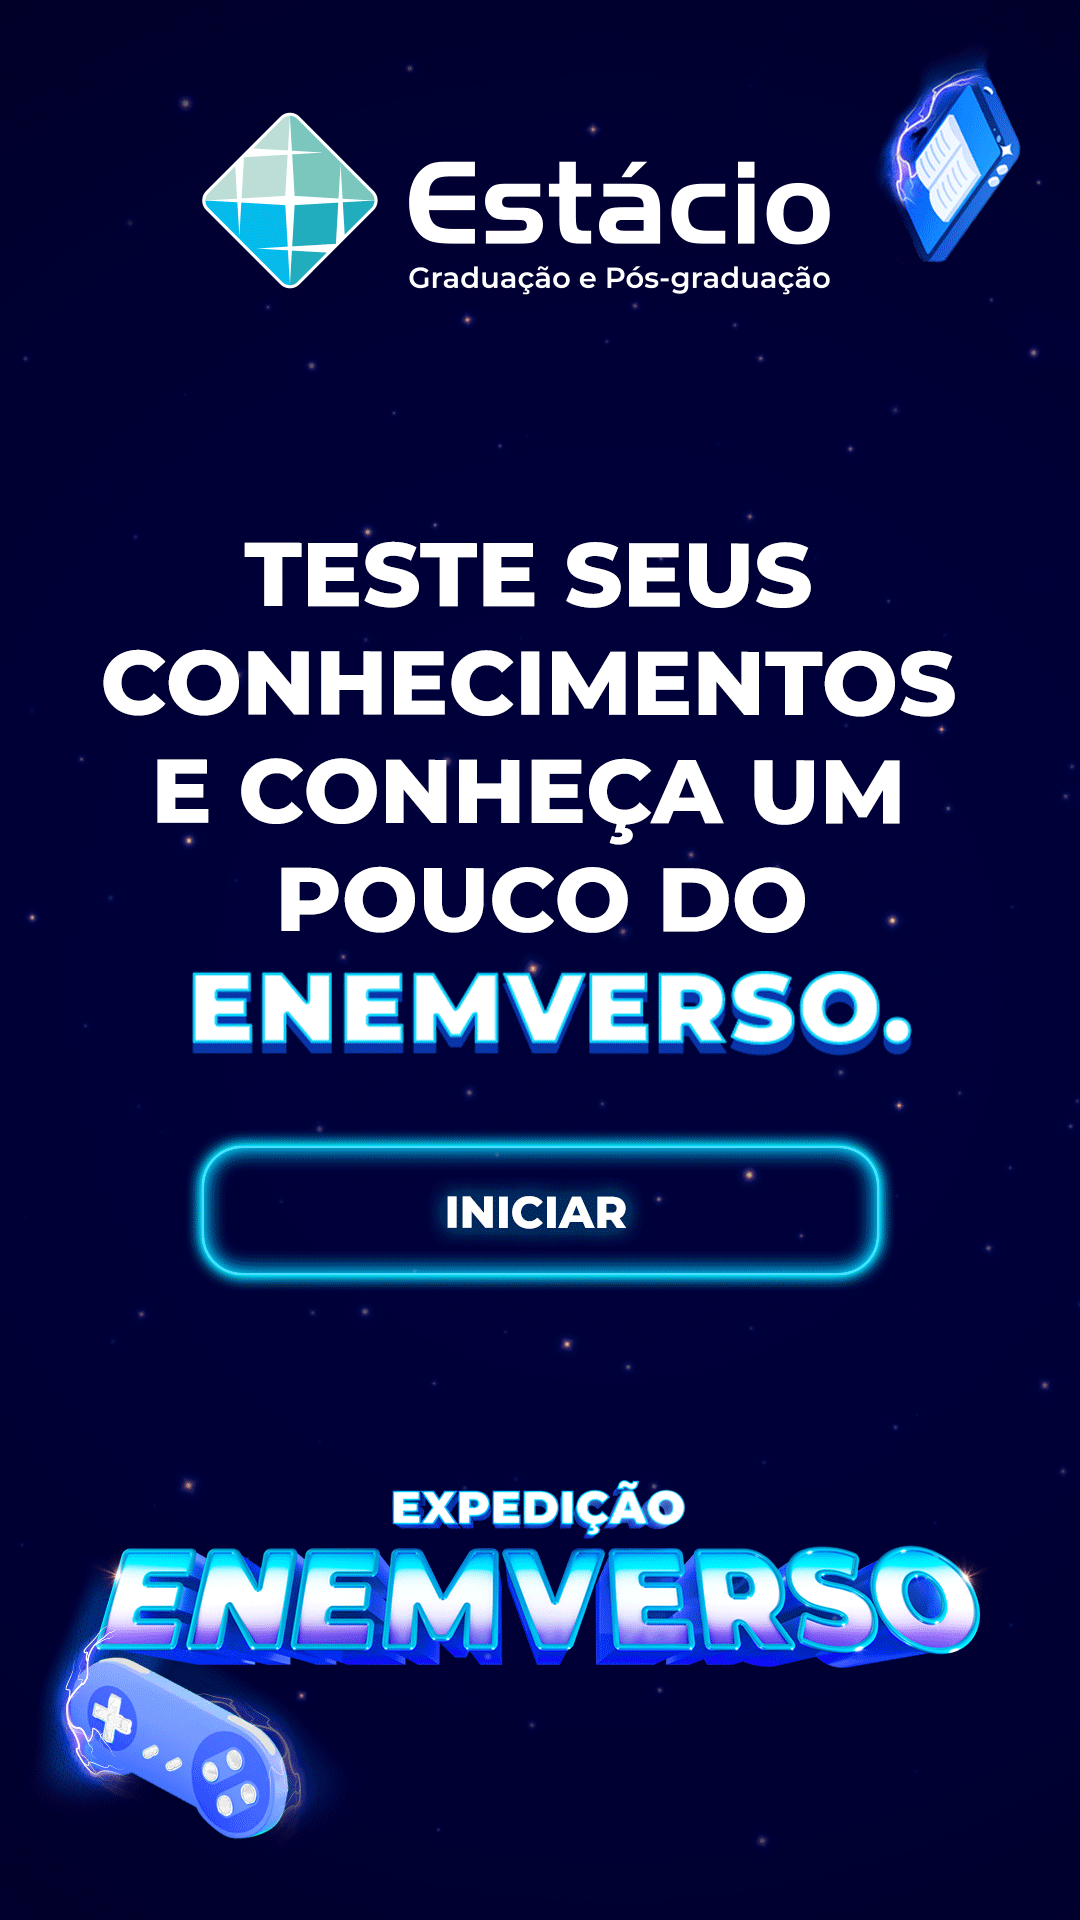 Estácio
Graduação e Pós-graduação
TESTE SEUS
CONHECIMENTOS
E CONHEÇA UM
POUCO DO
ENEMVERSO.
INICIAR
EXPEDIÇÃO
ENEMVERSO